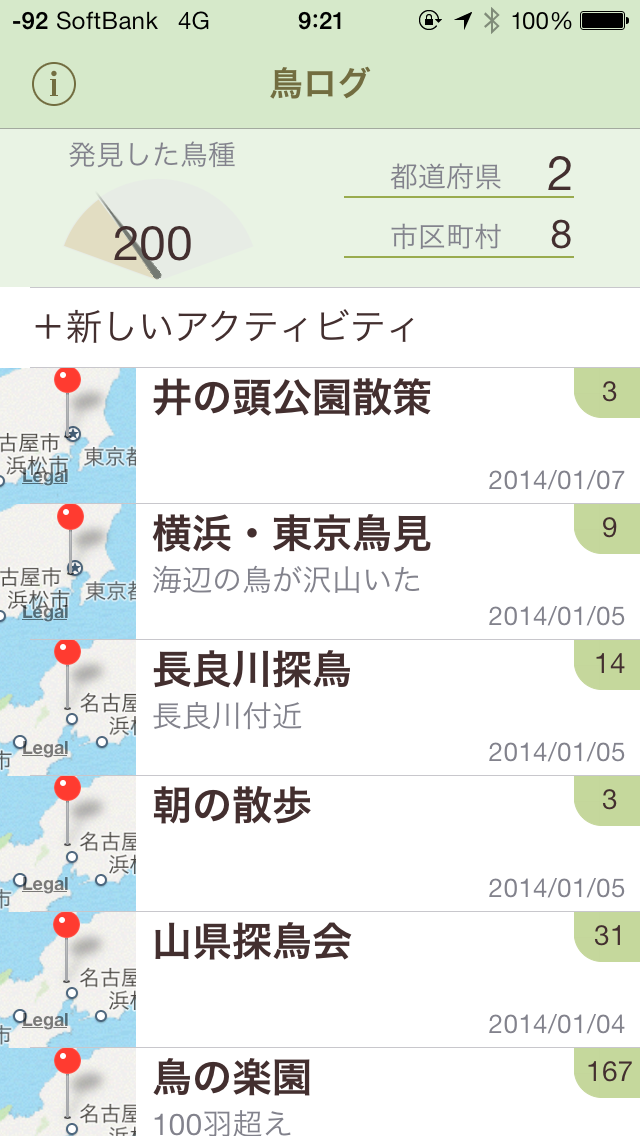 -92 SoftBank 4G 9:21 100%
i 鳥ログ
発見した鳥種
200
都道府県 2
市区町村 8
＋新しいアクティビティ
井の頭公園散策 3
古屋市
浜松市 東京都
Legal
2014/01/07
横浜・東京鳥見 9
海辺の鳥が沢山いた
古屋市
浜松市 東京都
Legal
2014/01/05
長良川探鳥 14
長良川付近
名古屋
浜松
市 Legal
2014/01/05
朝の散歩 3
名古屋
浜松
市 Legal
2014/01/05
山県探鳥会 31
名古屋
浜松
市 Legal
2014/01/04
鳥の楽園 167
100羽超え
名古屋